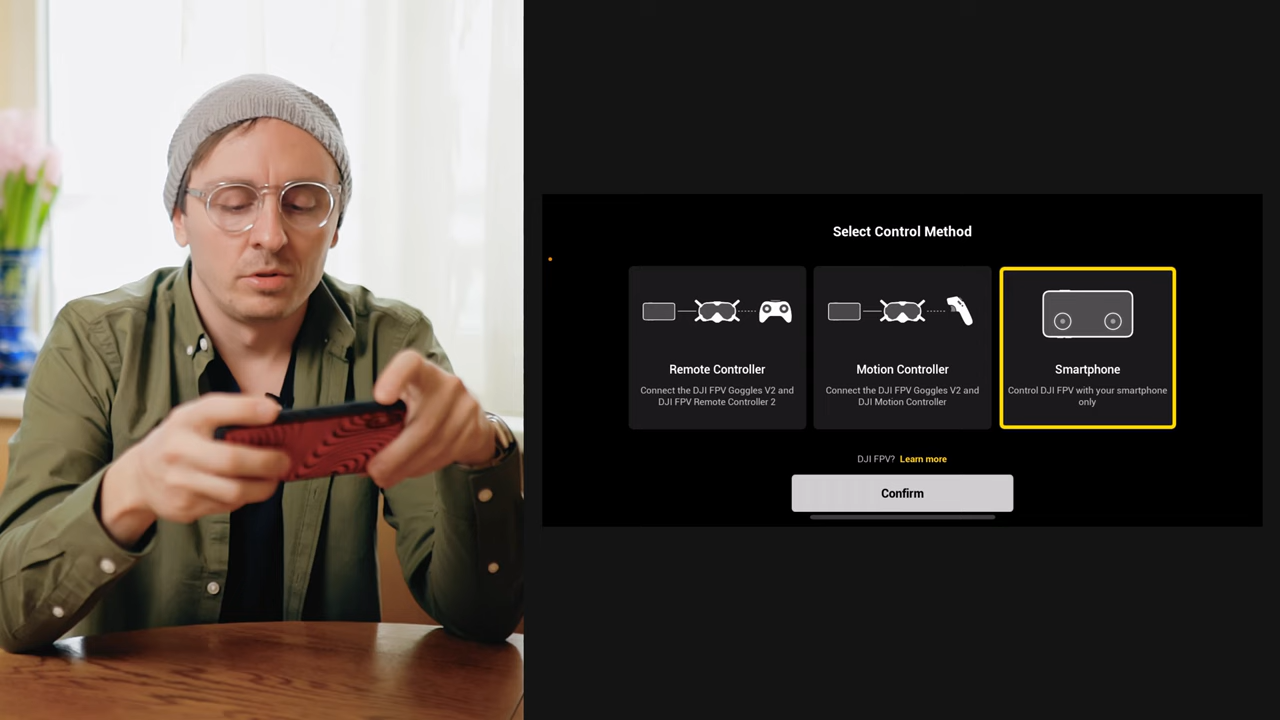 Select Control Method
Remote Controller
Connect the DJI FPV Goggles V2 and
DJI FPV Remote Controller 2
Motion Controller
Connect the DJI FPV Goggles V2 and
DJI Motion Controller
Smartphone
Control DJI FPV with your smartphone
only
DJI FPV? Learn more
Confirm